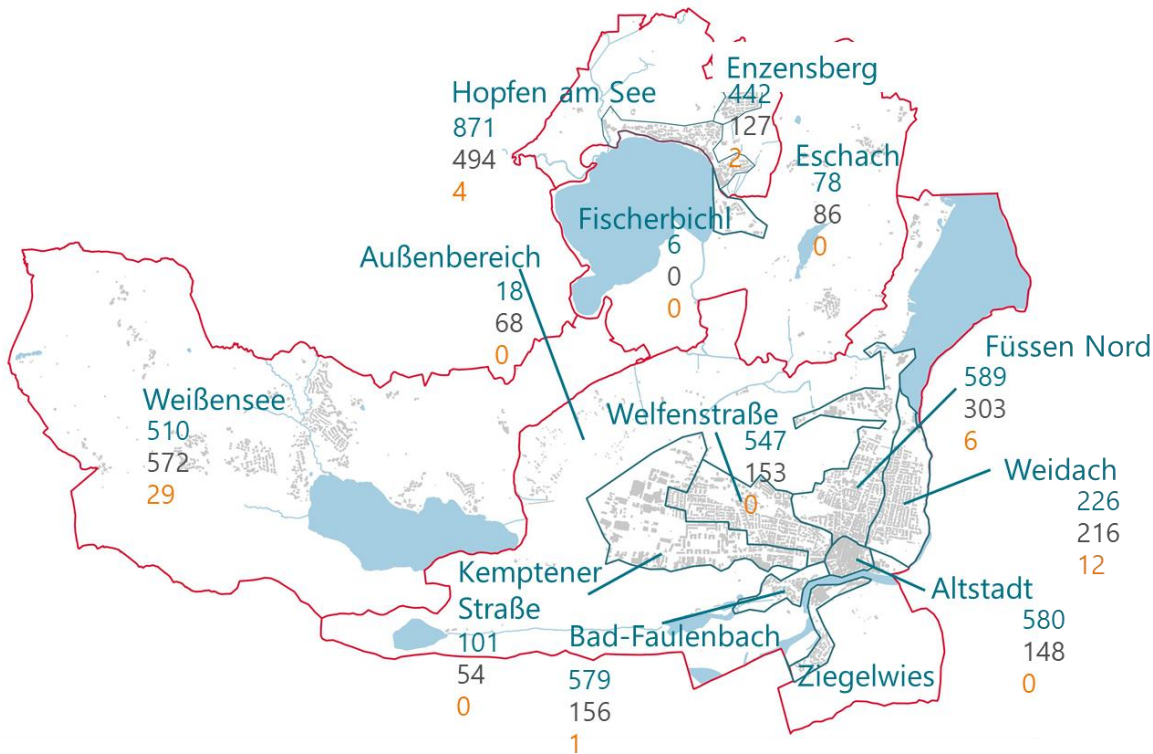 Enzensberg
442
127
2
Hopfen am See
871
494
4
Eschach
78
86
0
Fischerbichl
6
0
0
Außenbereich
18
68
0
Füssen Nord
589
303
6
Weißensee
510
572
29
Welfenstraße
547
153
0
Weidach
226
216
12
Kemptener
Straße
101
54
0
Altstadt
580
148
0
Bad-Faulenbach
579
156
1
Ziegelwies